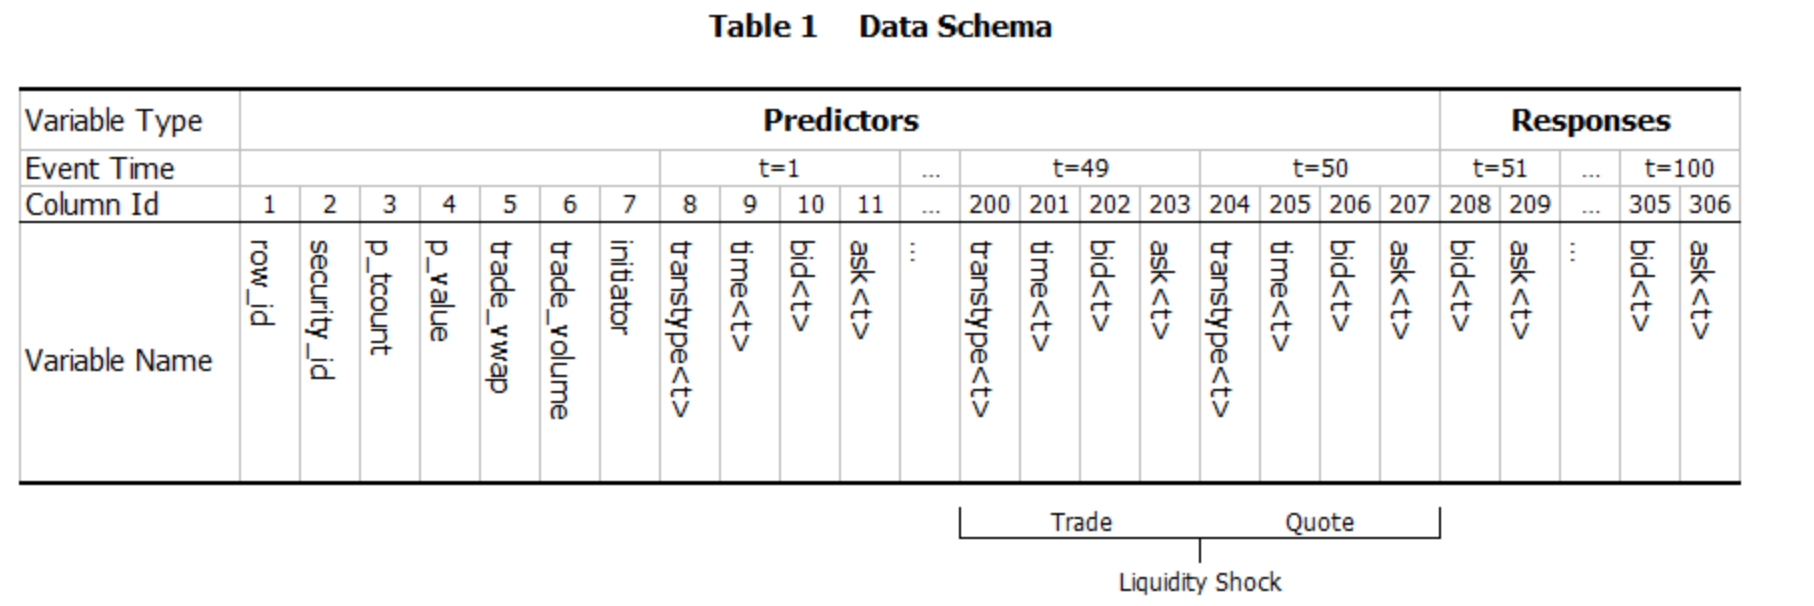 Table 1 Data Schema
Variable Type Predictors Responses
Event Time t=1 ... t=49 t=50 t=51 ... t=100
Column Id 1 2 3 4 5 6 7 8 9 10 11 ... 200 201 202 203 204 205 206 207 208 209 ... 305 306
Variable Name row_id security_id p_tcount p_value trade_vwap trade_volume initiator transtype<t> time<t> bid<t> ask<t> ... transtype<t> time<t> bid<t> ask<t> transtype<t> time<t> bid<t> ask<t> bid<t> ask<t> ... bid<t> ask<t>
Trade Quote
Liquidity Shock